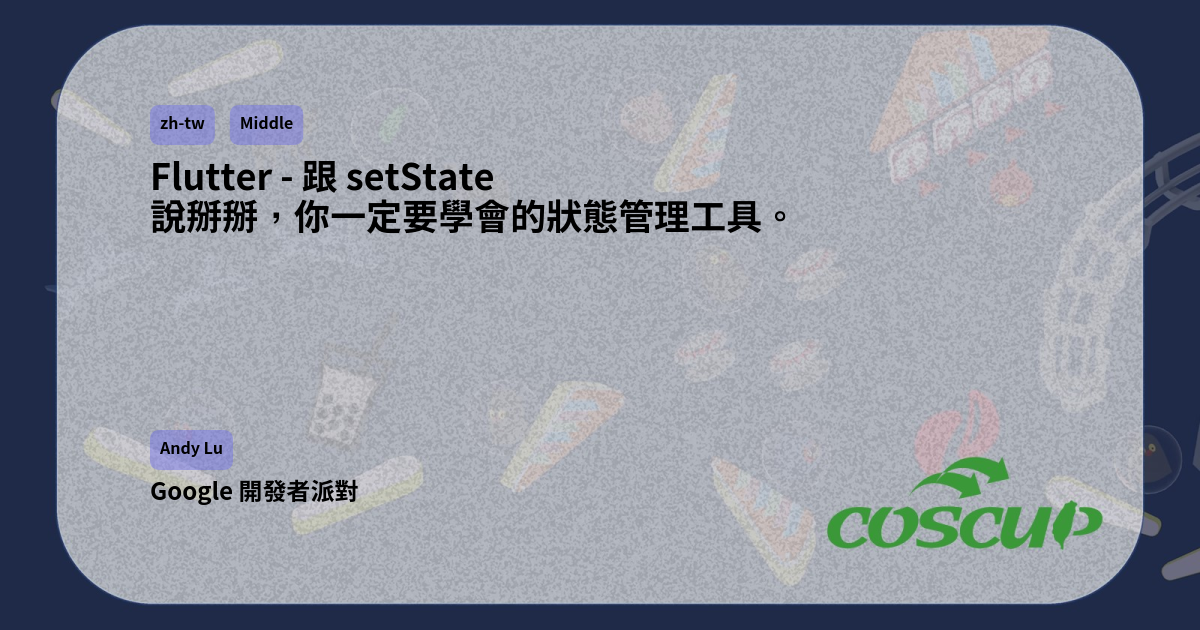 zh-tw Middle
Flutter - 跟 setState
說掰掰，你一定要學會的狀態管理工具。
Andy Lu
Google 開發者派對
COSCUP